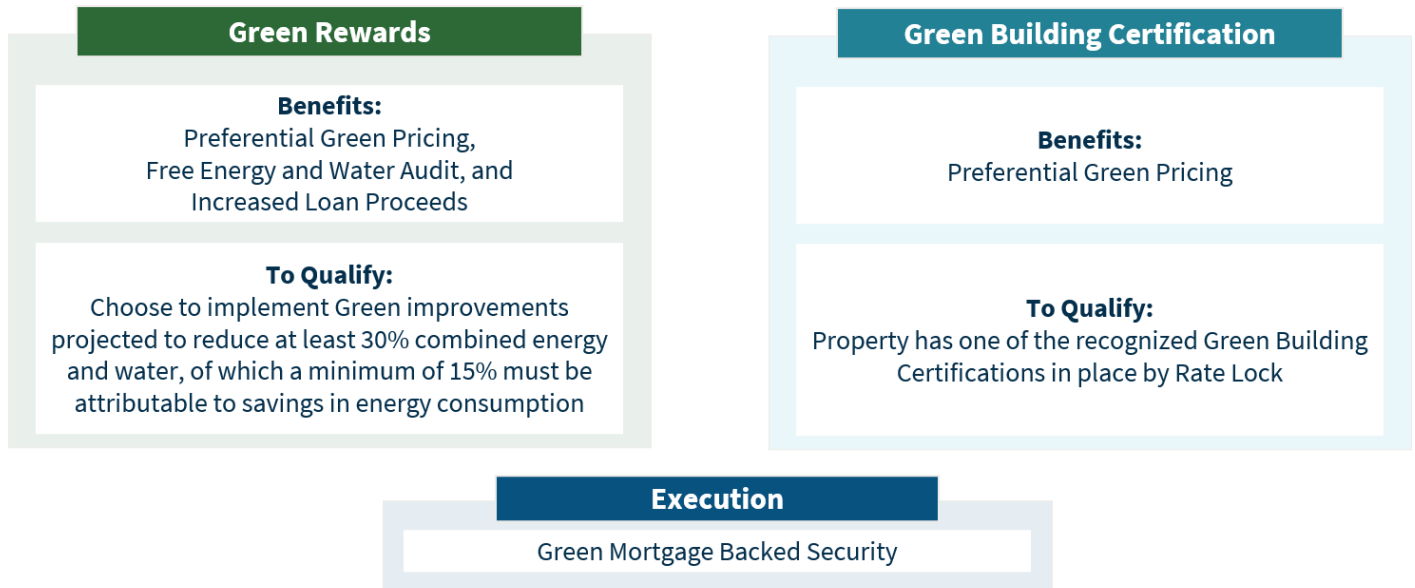 Green Rewards
Benefits:
Preferential Green Pricing,
Free Energy and Water Audit, and
Increased Loan Proceeds
To Qualify:
Choose to implement Green improvements
projected to reduce at least 30% combined energy
and water, of which a minimum of 15% must be
attributable to savings in energy consumption
Green Building Certification
Benefits:
Preferential Green Pricing
To Qualify:
Property has one of the recognized Green Building
Certifications in place by Rate Lock
Execution
Green Mortgage Backed Security